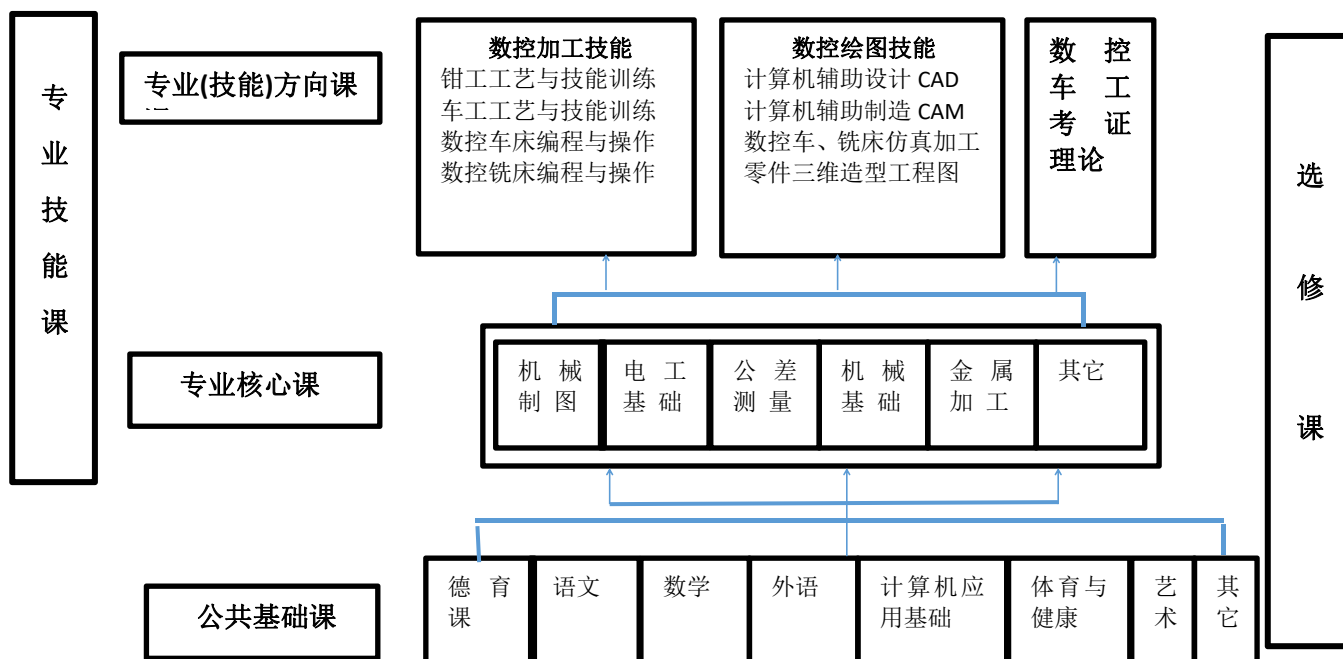 专
业
技
能
课
专业(技能)方向课
数控加工技能
钳工工艺与技能训练
车工工艺与技能训练
数控车床编程与操作
数控铣床编程与操作
数控绘图技能
计算机辅助设计 CAD
计算机辅助制造 CAM
数控车、铣床仿真加工
零件三维造型工程图
数 控
车 工
考 证
理论
选
修
课
专业核心课
机 械
制 图
电 工
基 础
公 差
测 量
机 械
基 础
金 属
加 工
其它
公共基础课
德 育
课
语文
数学
外语
计算机应
用基础
体育与
健康
艺
术
其
它